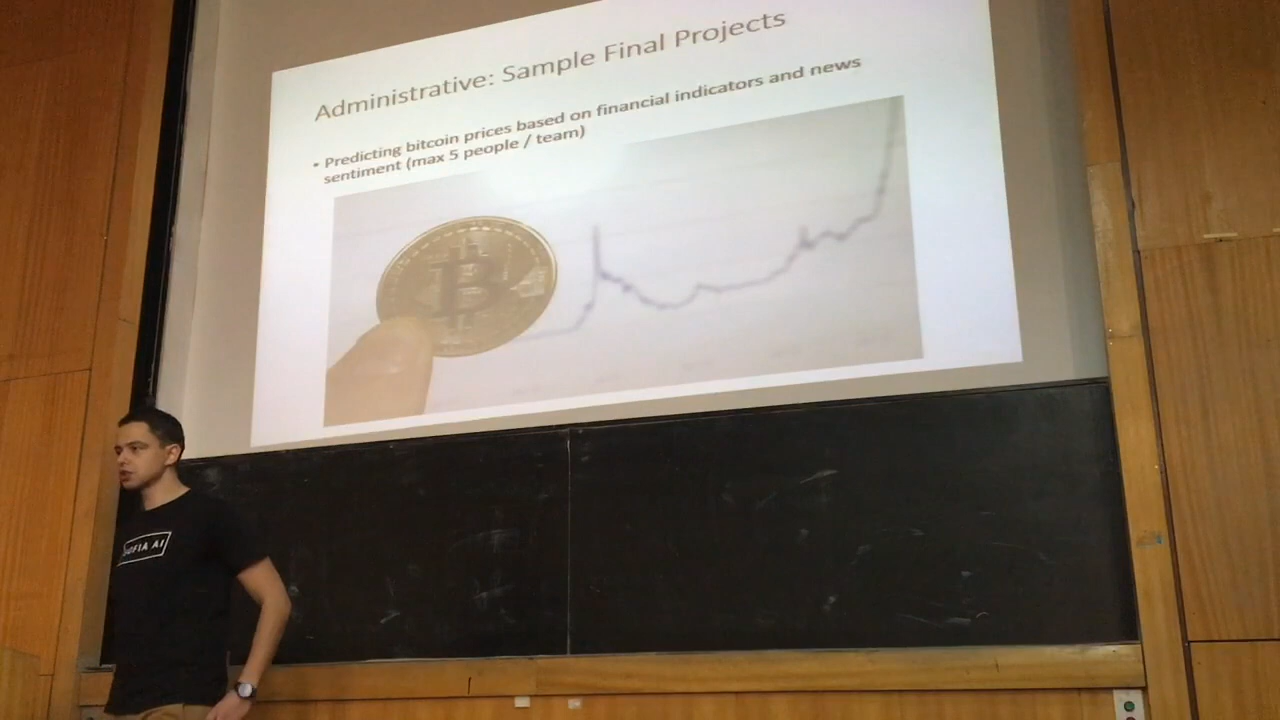 Administrative: Sample Final Projects
• Predicting bitcoin prices based on financial indicators and news
sentiment (max 5 people / team)
SOFIA AI